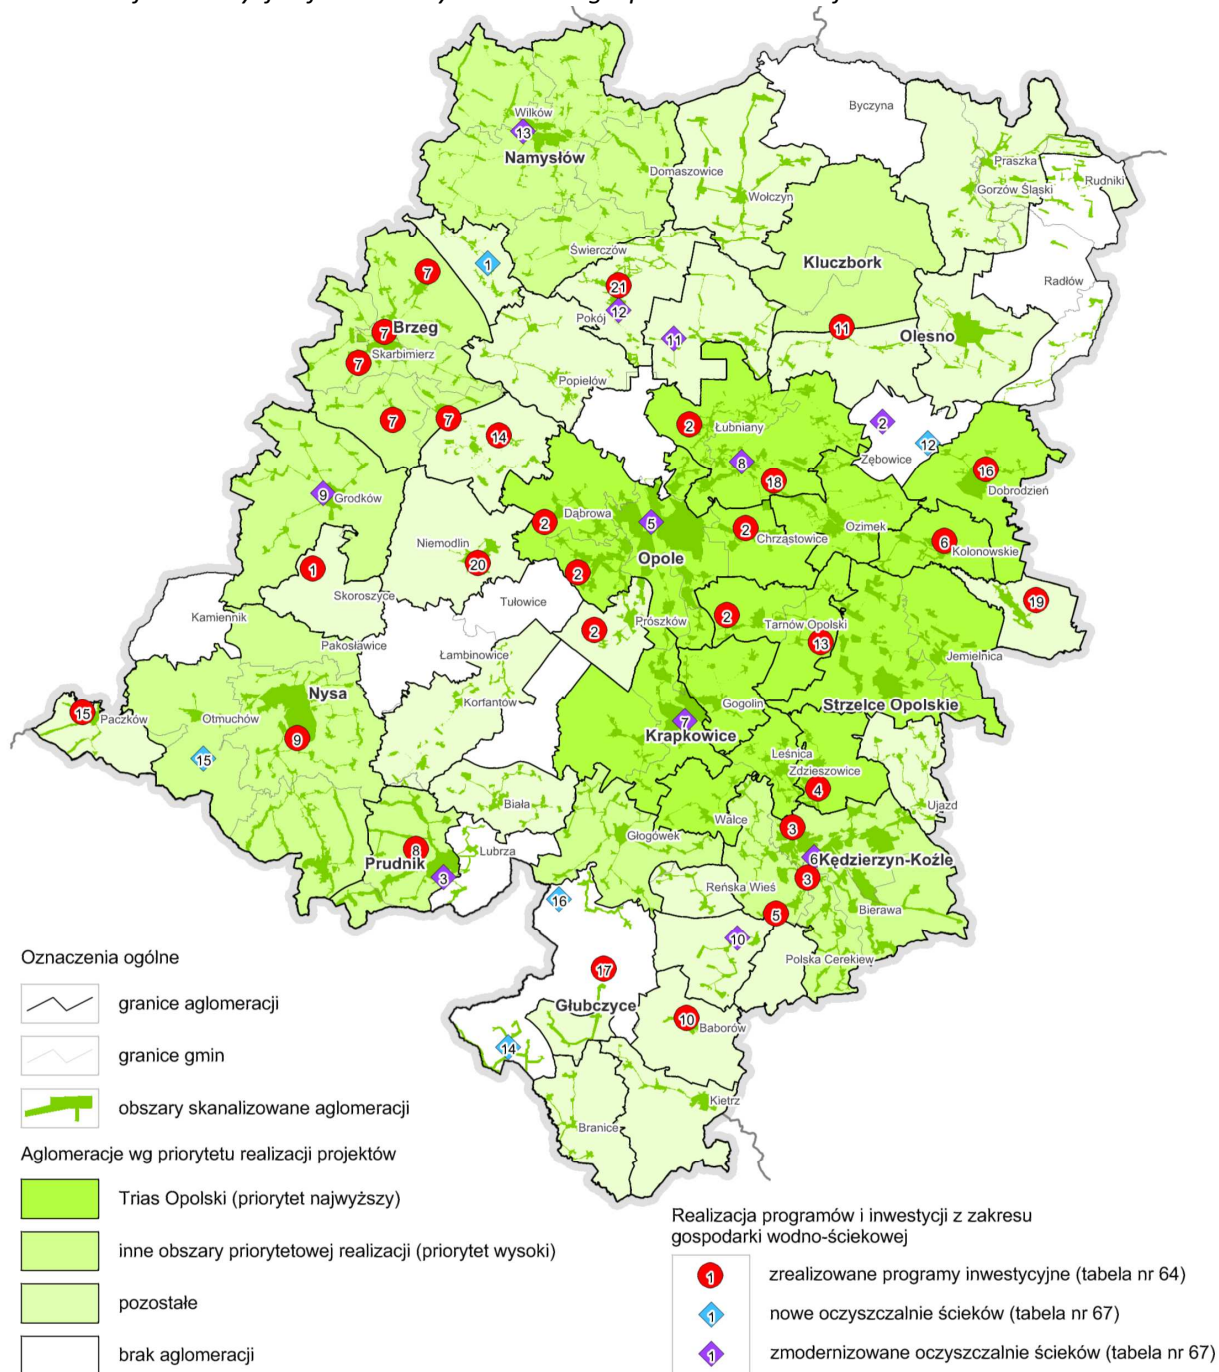 Byczyna
Wilków
13
Namysłów
Praszka
Domaszowice
Rudniki
Gorzów Śląski
Wołczyn
Świerczów
Kluczbork
1
7
Radłów
21
12
Pokój
7
Brzeg
11
11
Olesno
Skarbimierz
7
Popielów
7
7
2
Łubniany
2
14
12
8
Zębowice
16
18
Dobrodzień
9
Grodków
2
Dąbrowa
5
2
Chrząstowice
Ozimek
6
Kolonowskie
Niemodlin
Opole
20
1
2
Skoroszyce
Tułowice
19
Kamiennik
2
Prószków
2
Tarnów Opolski
13
Pakosławice
Łambinowice
Jemielnica
Nysa
Korfantów
Gogolin
Strzelce Opolskie
15
Paczków
Otmuchów
7
Krapkowice
9
15
Leśnica
Zdzieszowice
4
Biała
Ujazd
Walce
3
Głogówek
8
Lubrza
Prudnik
6
Kędzierzyn-Koźle
3
3
Reńska Wieś
16
5
Bierawa
10
Polska Cerekiew
17
Głubczyce
10
Baborów
14
Kietrz
Branice
Oznaczenia ogólne
granice aglomeracji
granice gmin
obszary skanalizowane aglomeracji
Aglomeracje wg priorytetu realizacji projektów
Trias Opolski (priorytet najwyższy)
inne obszary priorytetowej realizacji (priorytet wysoki)
pozostałe
brak aglomeracji
Realizacja programów i inwestycji z zakresu
gospodarki wodno-ściekowej
1 zrealizowane programy inwestycyjne (tabela nr 64)
1 nowe oczyszczalnie ścieków (tabela nr 67)
1 zmodernizowane oczyszczalnie ścieków (tabela nr 67)